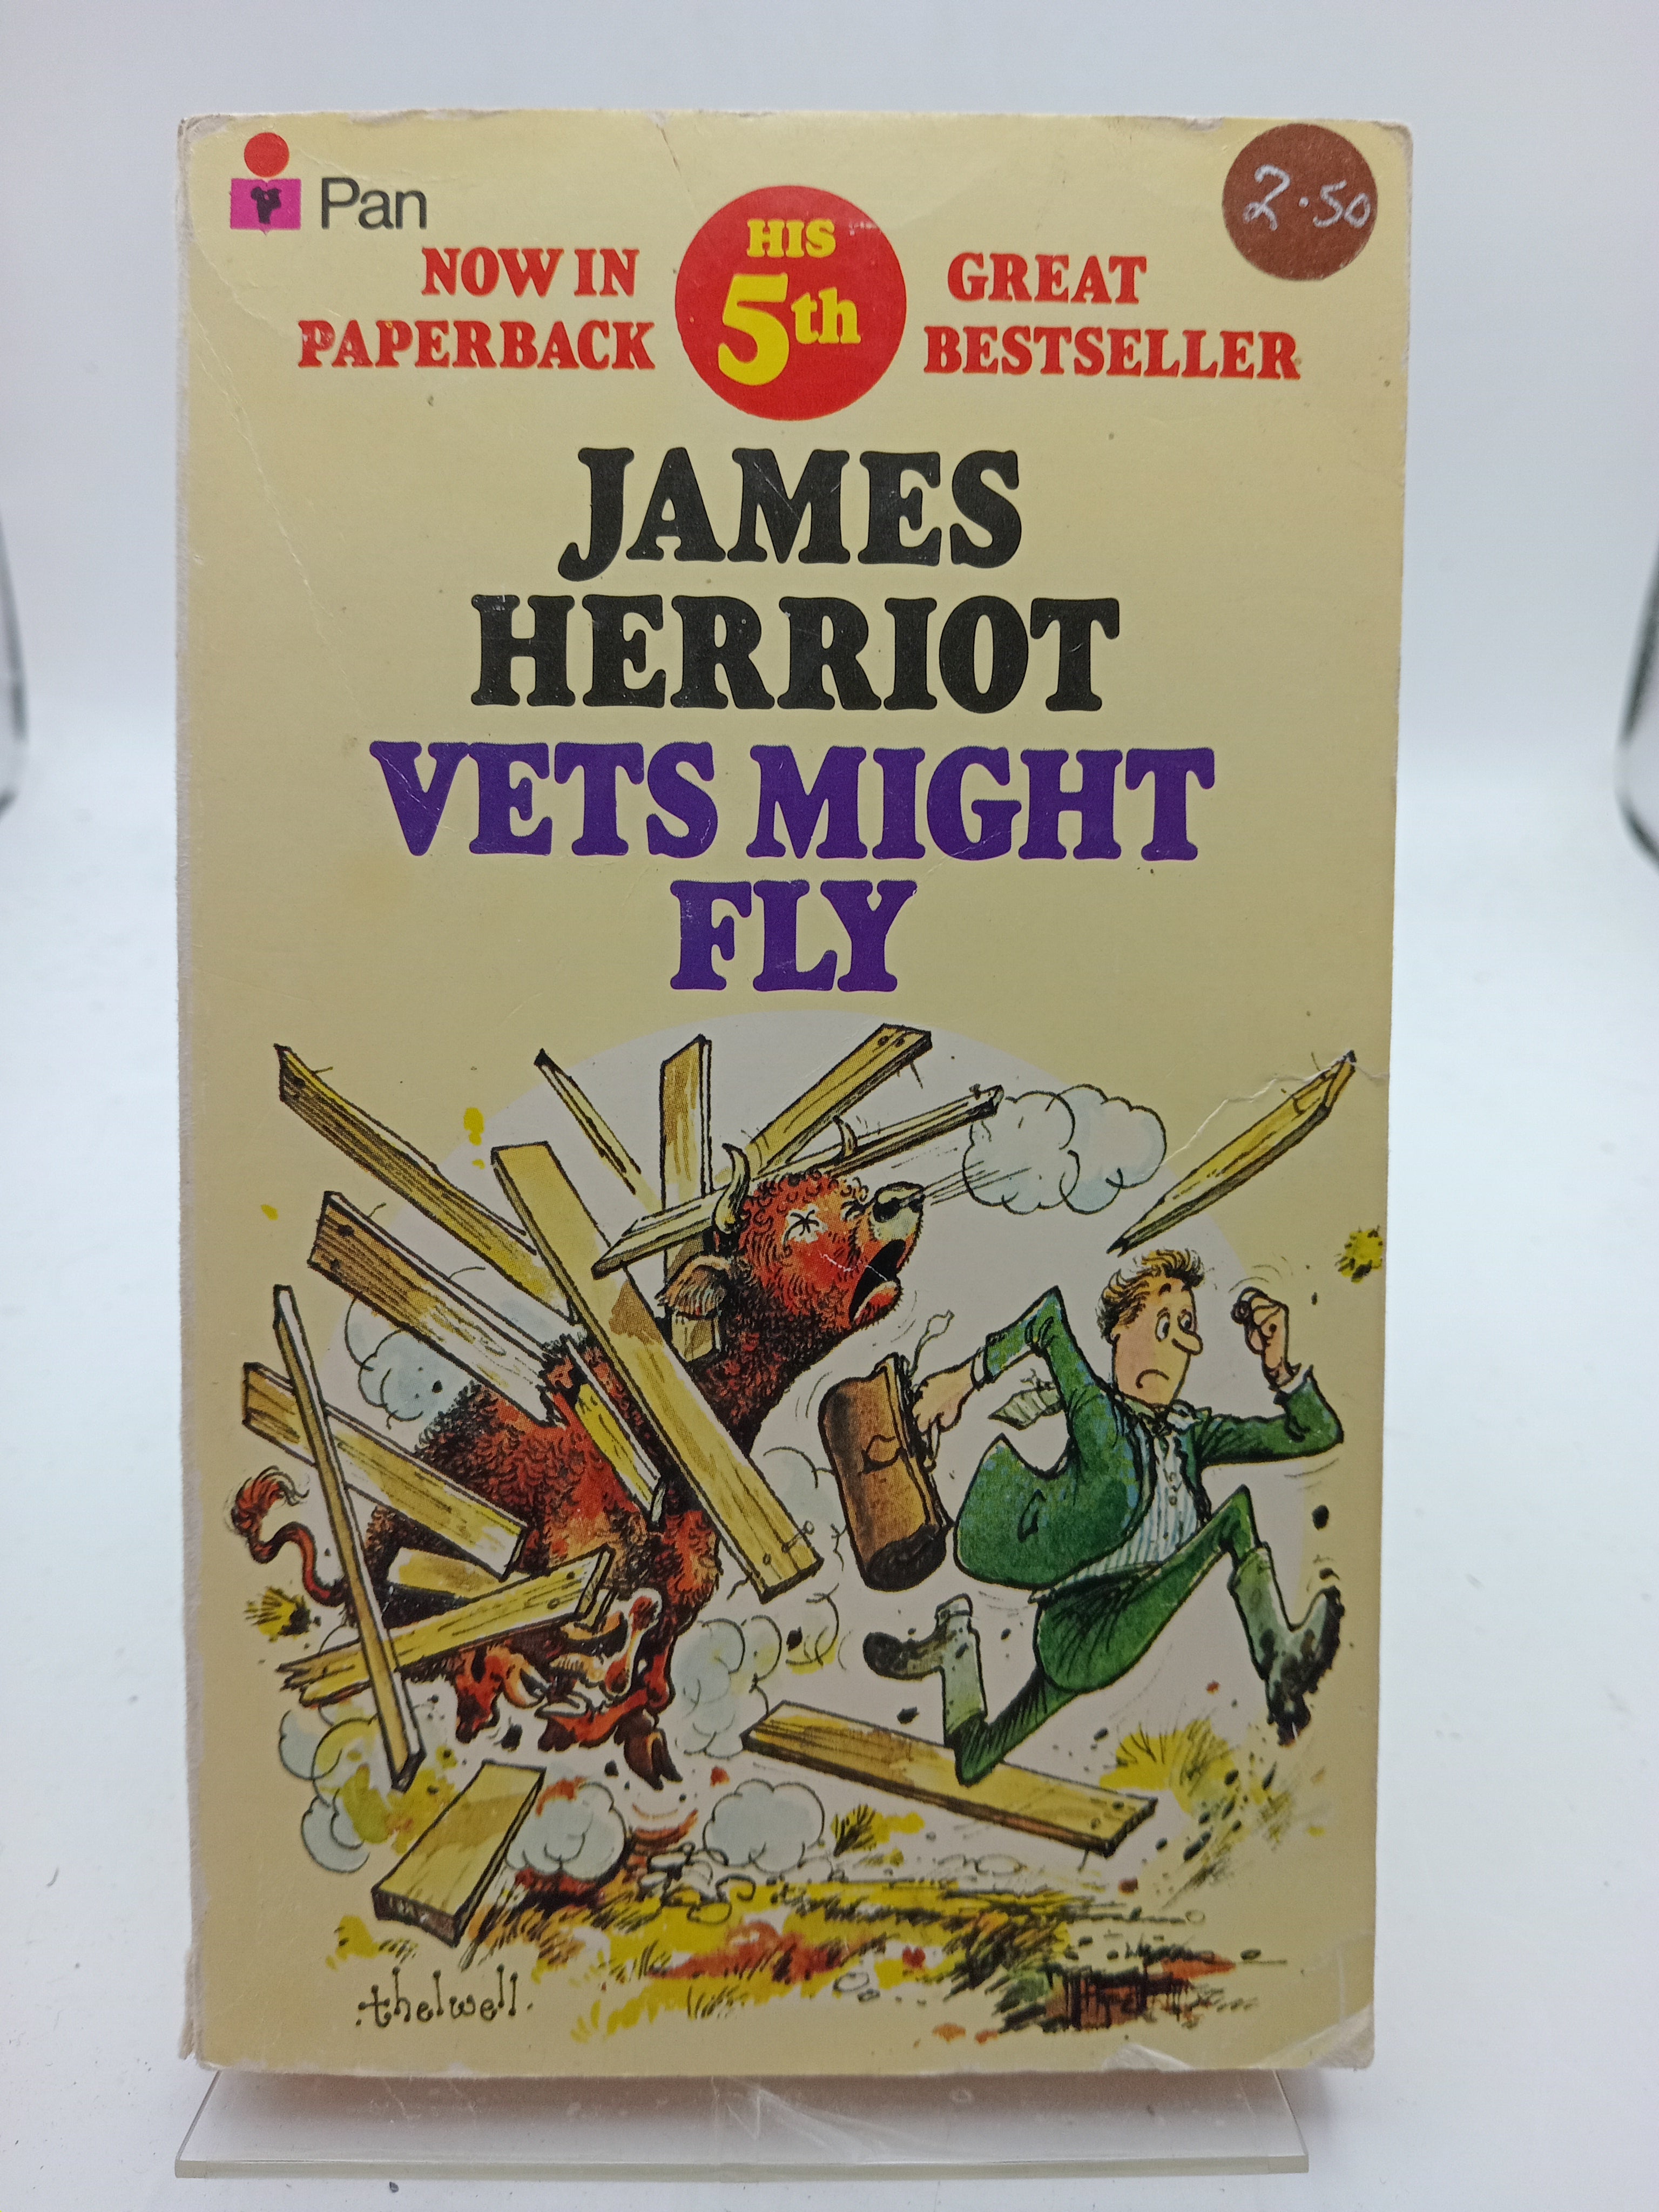 Pan
2.50
NOW IN
PAPERBACK
HIS
5th
GREAT
BESTSELLER
JAMES
HERRIOT
VETS MIGHT
FLY
thelwell.